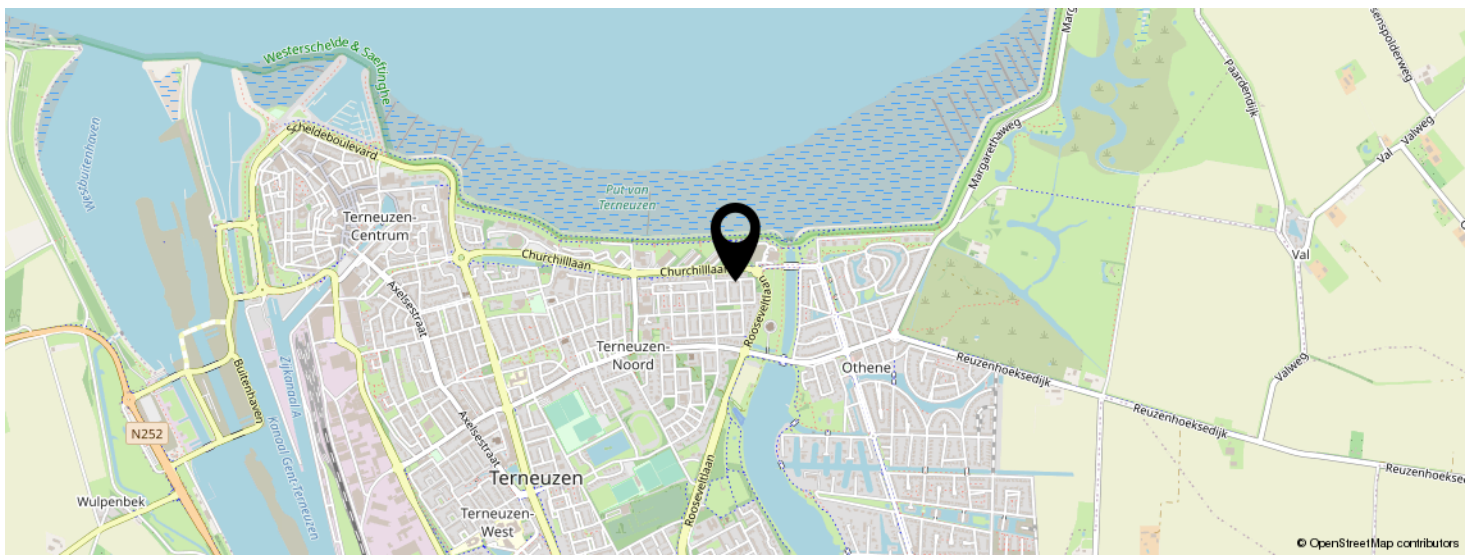 Westerschelde & Saeftinghe
Westbuitenhaven
Scheldeboulevard
Put van
Terneuzen
Terneuzen-
Centrum
Churchilllaan
Churchilllaan
Rooseveltlaan
Axelsestraat
Terneuzen-
Noord
Othene
Margarethaweg
Paardendijk
Valweg
Val
Val
Valweg
Reuzenhoeksedijk
Reuzenhoeksedijk
Buitenhaven
Zijkanaal A
Kanaal Gent-Terneuzen
N252
Axelsestraat
Terneuzen
Rooseveltlaan
Wulpenbek
Terneuzen-
West
© OpenStreetMap contributors